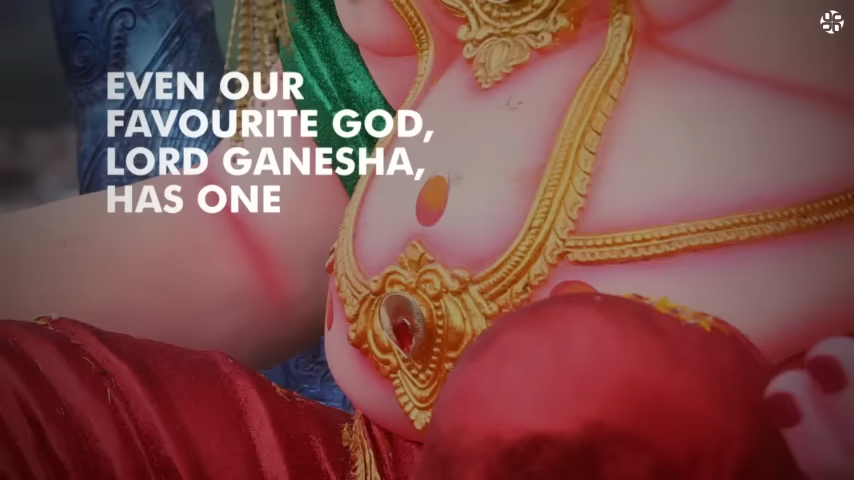 EVEN OUR
FAVOURITE GOD,
LORD GANESHA,
HAS ONE